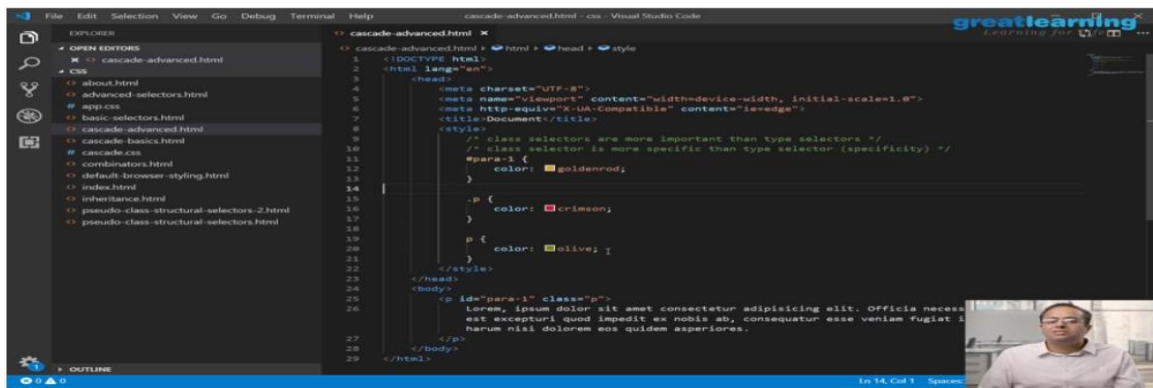 File Edit Selection View Go Debug Terminal Help
cascade-advanced.html - css - Visual Studio Code
greatlearning
Learning for Life
EXPLORER
OPEN EDITORS
cascade-advanced.html
CSS
about.html
advanced-selectors.html
# app.css
basic-selectors.html
cascade-advanced.html
cascade-basics.html
# cascade.css
combinators.html
default-browser-styling.html
index.html
inheritance.html
pseudo-class-structural-selectors-2.html
pseudo-class-structural-selectors.html
OUTLINE
cascade-advanced.html
cascade-advanced.html html head style
1 <!DOCTYPE html>
2 <html lang="en">
3 <head>
4 <meta charset="UTF-8">
5 <meta name="viewport" content="width=device-width, initial-scale=1.0">
6 <meta http-equiv="X-UA-Compatible" content="ie=edge">
7 <title>Document</title>
8 <style>
9 /* class selectors are more important than type selectors */
10 /* class selector is more specific than type selector (specificity) */
11 #para-1 {
12 color: goldenrod;
13 }
14
15 .p {
16 color: crimson;
17 }
18
19 p {
20 color: olive;
21 }
22 </style>
23 </head>
24 <body>
25 <p id="para-1" class="p">
26 Lorem, ipsum dolor sit amet consectetur adipisicing elit. Officia necess
est excepturi quod impedit ex nobis ab, consequatur esse veniam fugiat i
harum nisi dolorem eos quidem asperiores.
27 </p>
28 </body>
29 </html>
0 0
Ln 14, Col 1 Spaces: